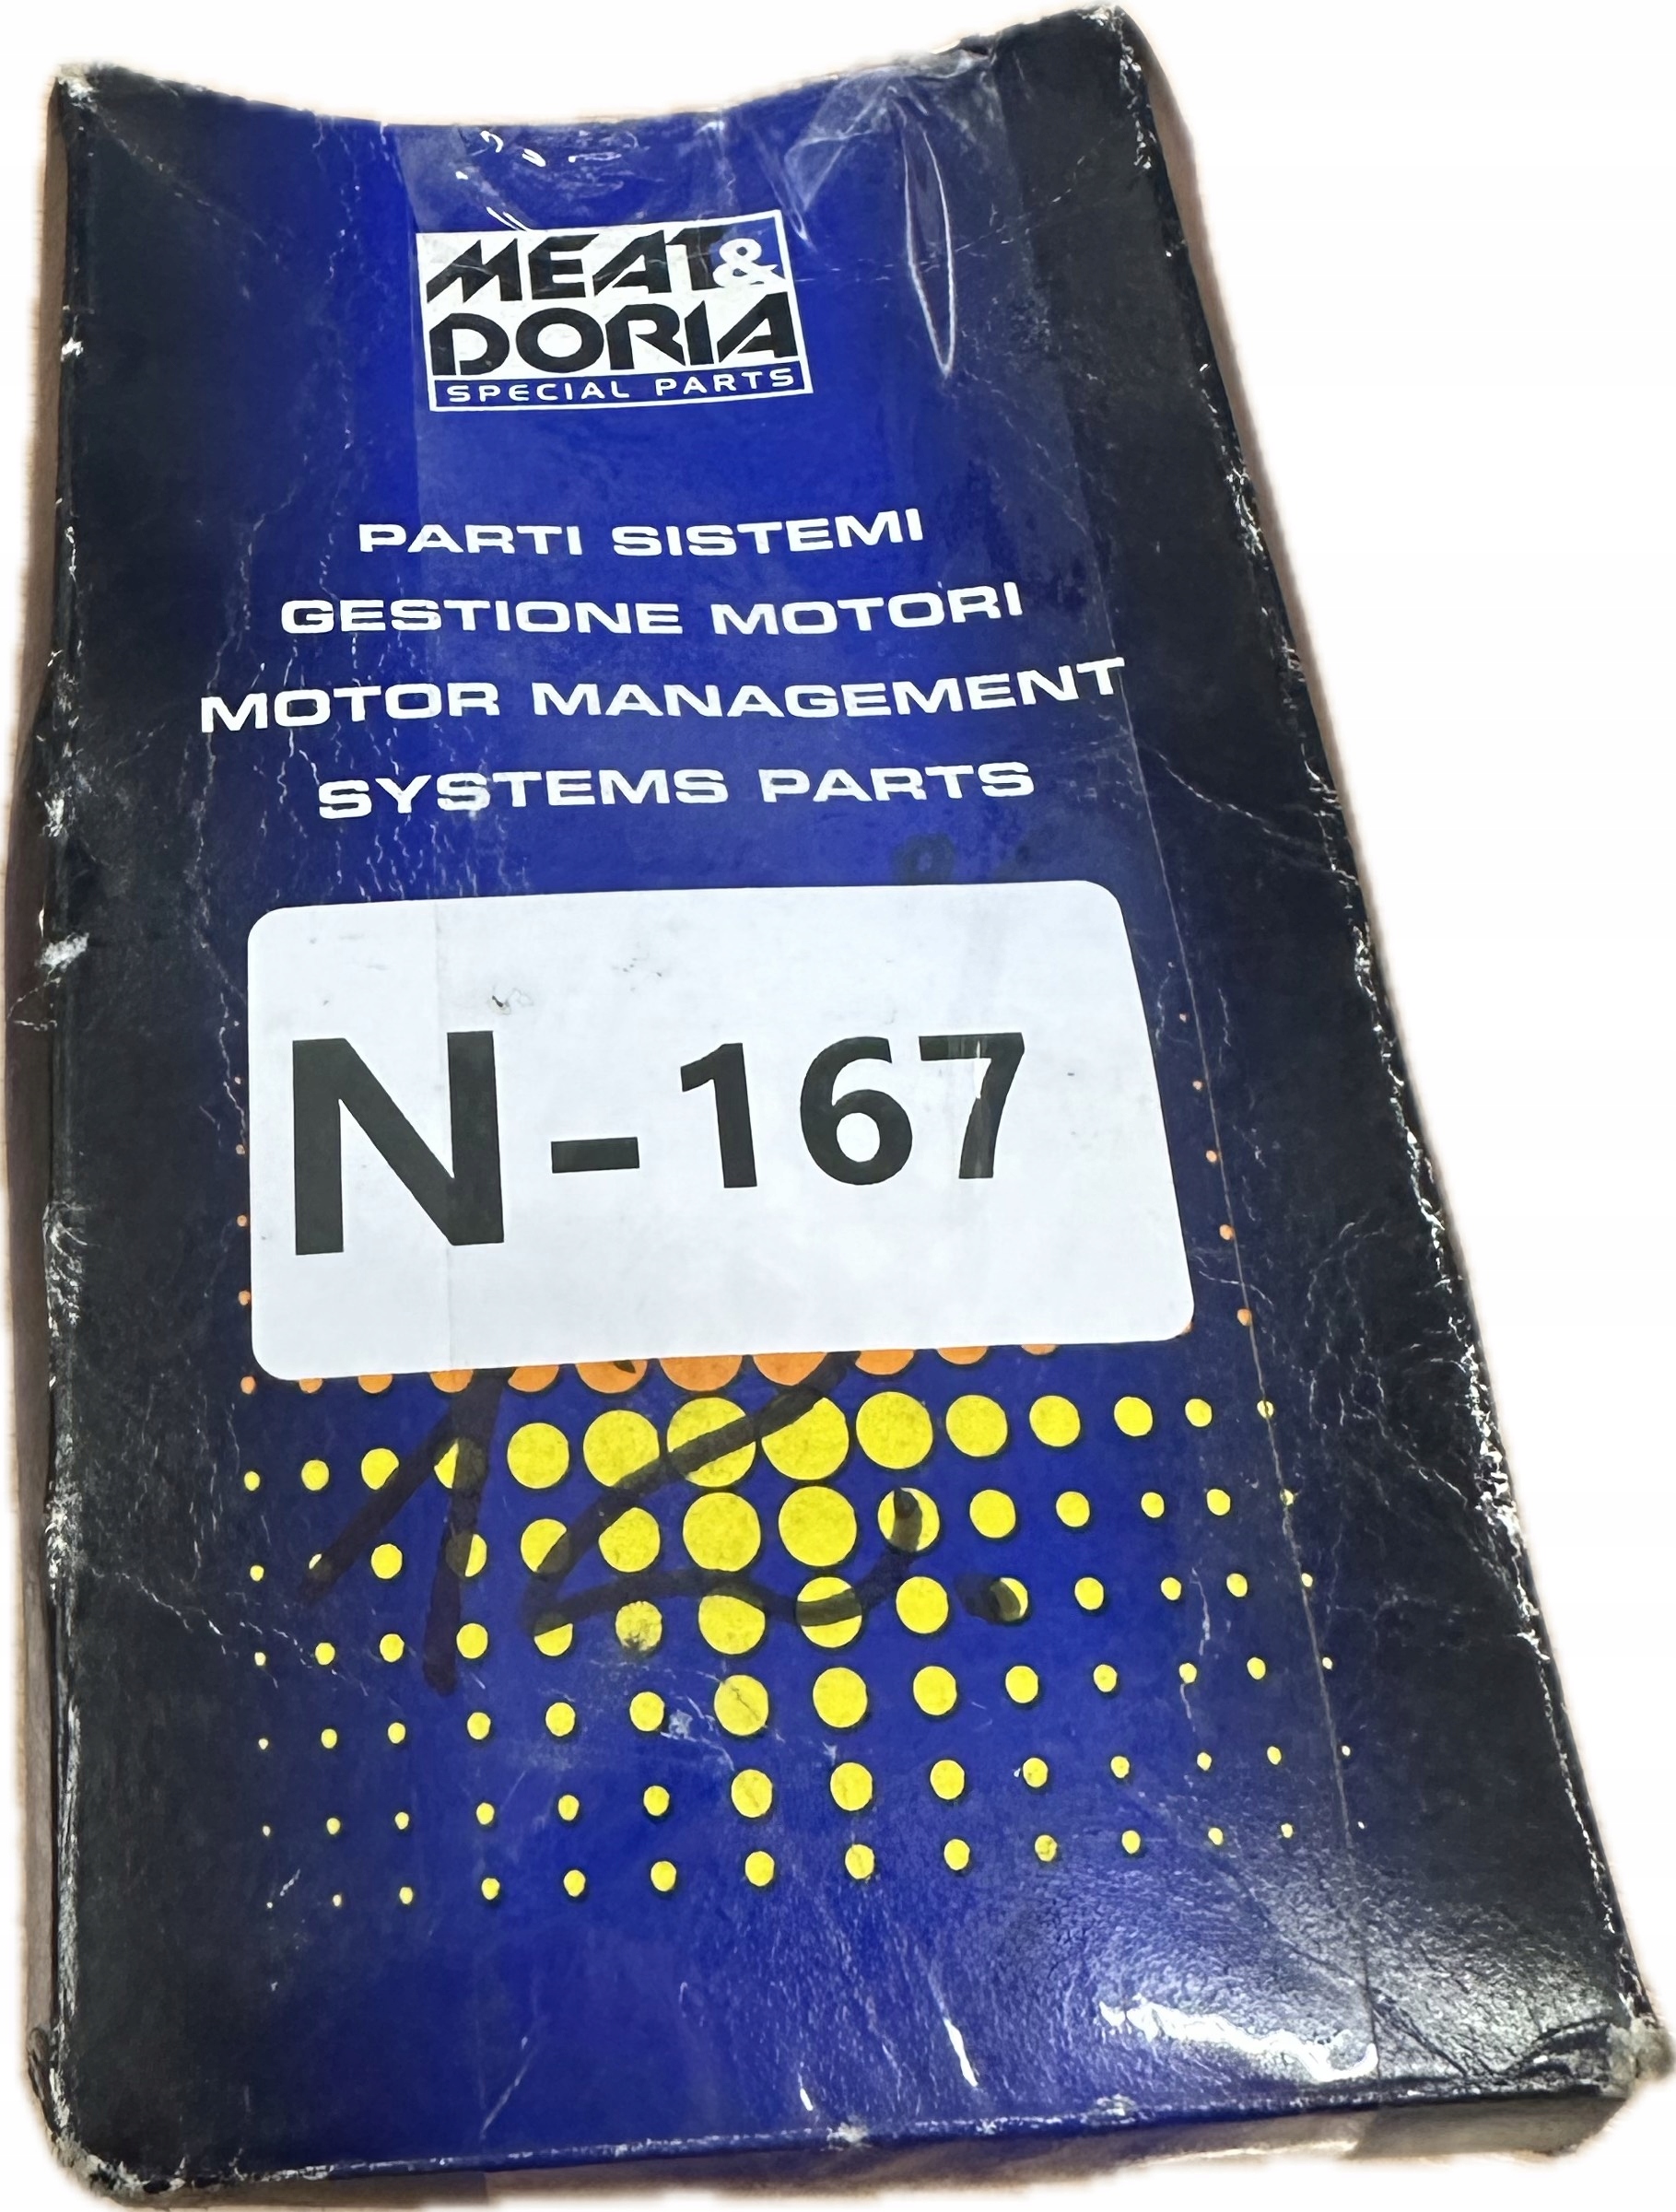 MEAT&
DORIA
SPECIAL PARTS
PARTI SISTEMI
GESTIONE MOTORI
MOTOR MANAGEMENT
SYSTEMS PARTS
N-167